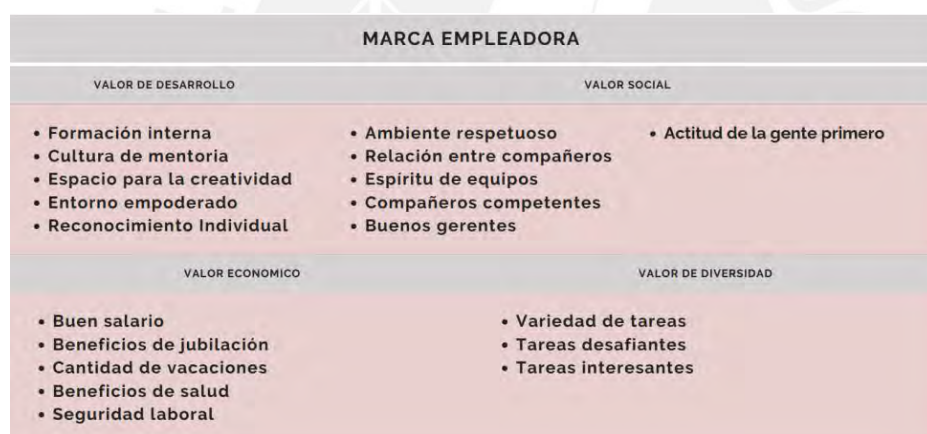 MARCA EMPLEADORA
VALOR DE DESARROLLO
• Formación interna
• Cultura de mentoria
• Espacio para la creatividad
• Entorno empoderado
• Reconocimiento Individual
VALOR SOCIAL
• Ambiente respetuoso
• Relación entre compañeros
• Espíritu de equipos
• Compañeros competentes
• Buenos gerentes
• Actitud de la gente primero
VALOR ECONOMICO
• Buen salario
• Beneficios de jubilación
• Cantidad de vacaciones
• Beneficios de salud
• Seguridad laboral
VALOR DE DIVERSIDAD
• Variedad de tareas
• Tareas desafiantes
• Tareas interesantes